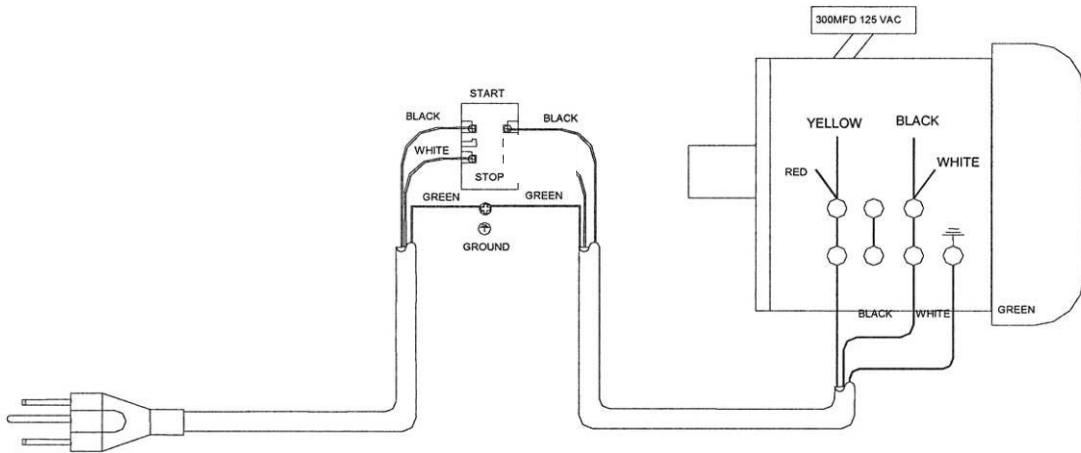 300MFD 125 VAC
START
BLACK
BLACK
WHITE
STOP
GREEN
GREEN
GROUND
YELLOW
BLACK
RED
WHITE
BLACK
WHITE
GREEN